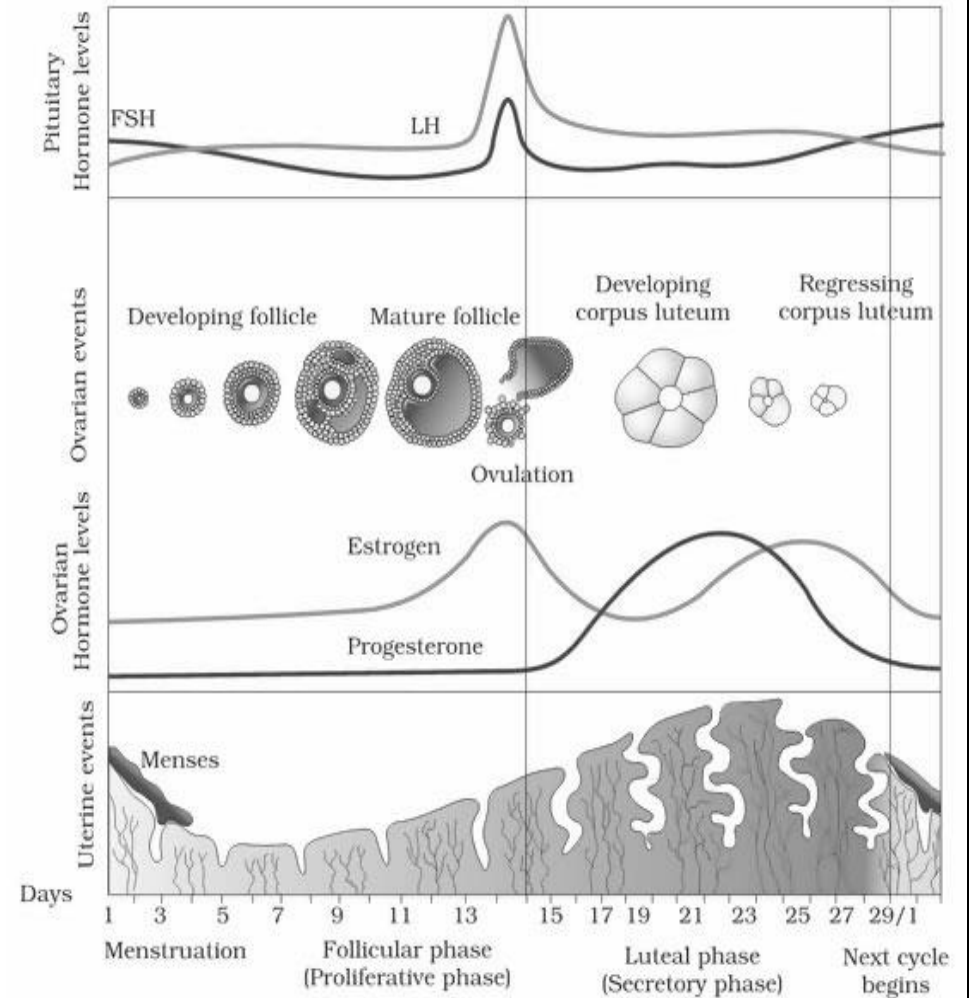 Pituitary
Hormone levels
FSH
LH
Ovarian events
Developing follicle
Mature follicle
Developing
corpus luteum
Regressing
corpus luteum
Ovulation
Ovarian
Hormone levels
Estrogen
Progesterone
Uterine events
Menses
Days
1 3 5 7 9 11 13 15 17 19 21 23 25 27 29/1
Menstruation
Follicular phase
(Proliferative phase)
Luteal phase
(Secretory phase)
Next cycle
begins